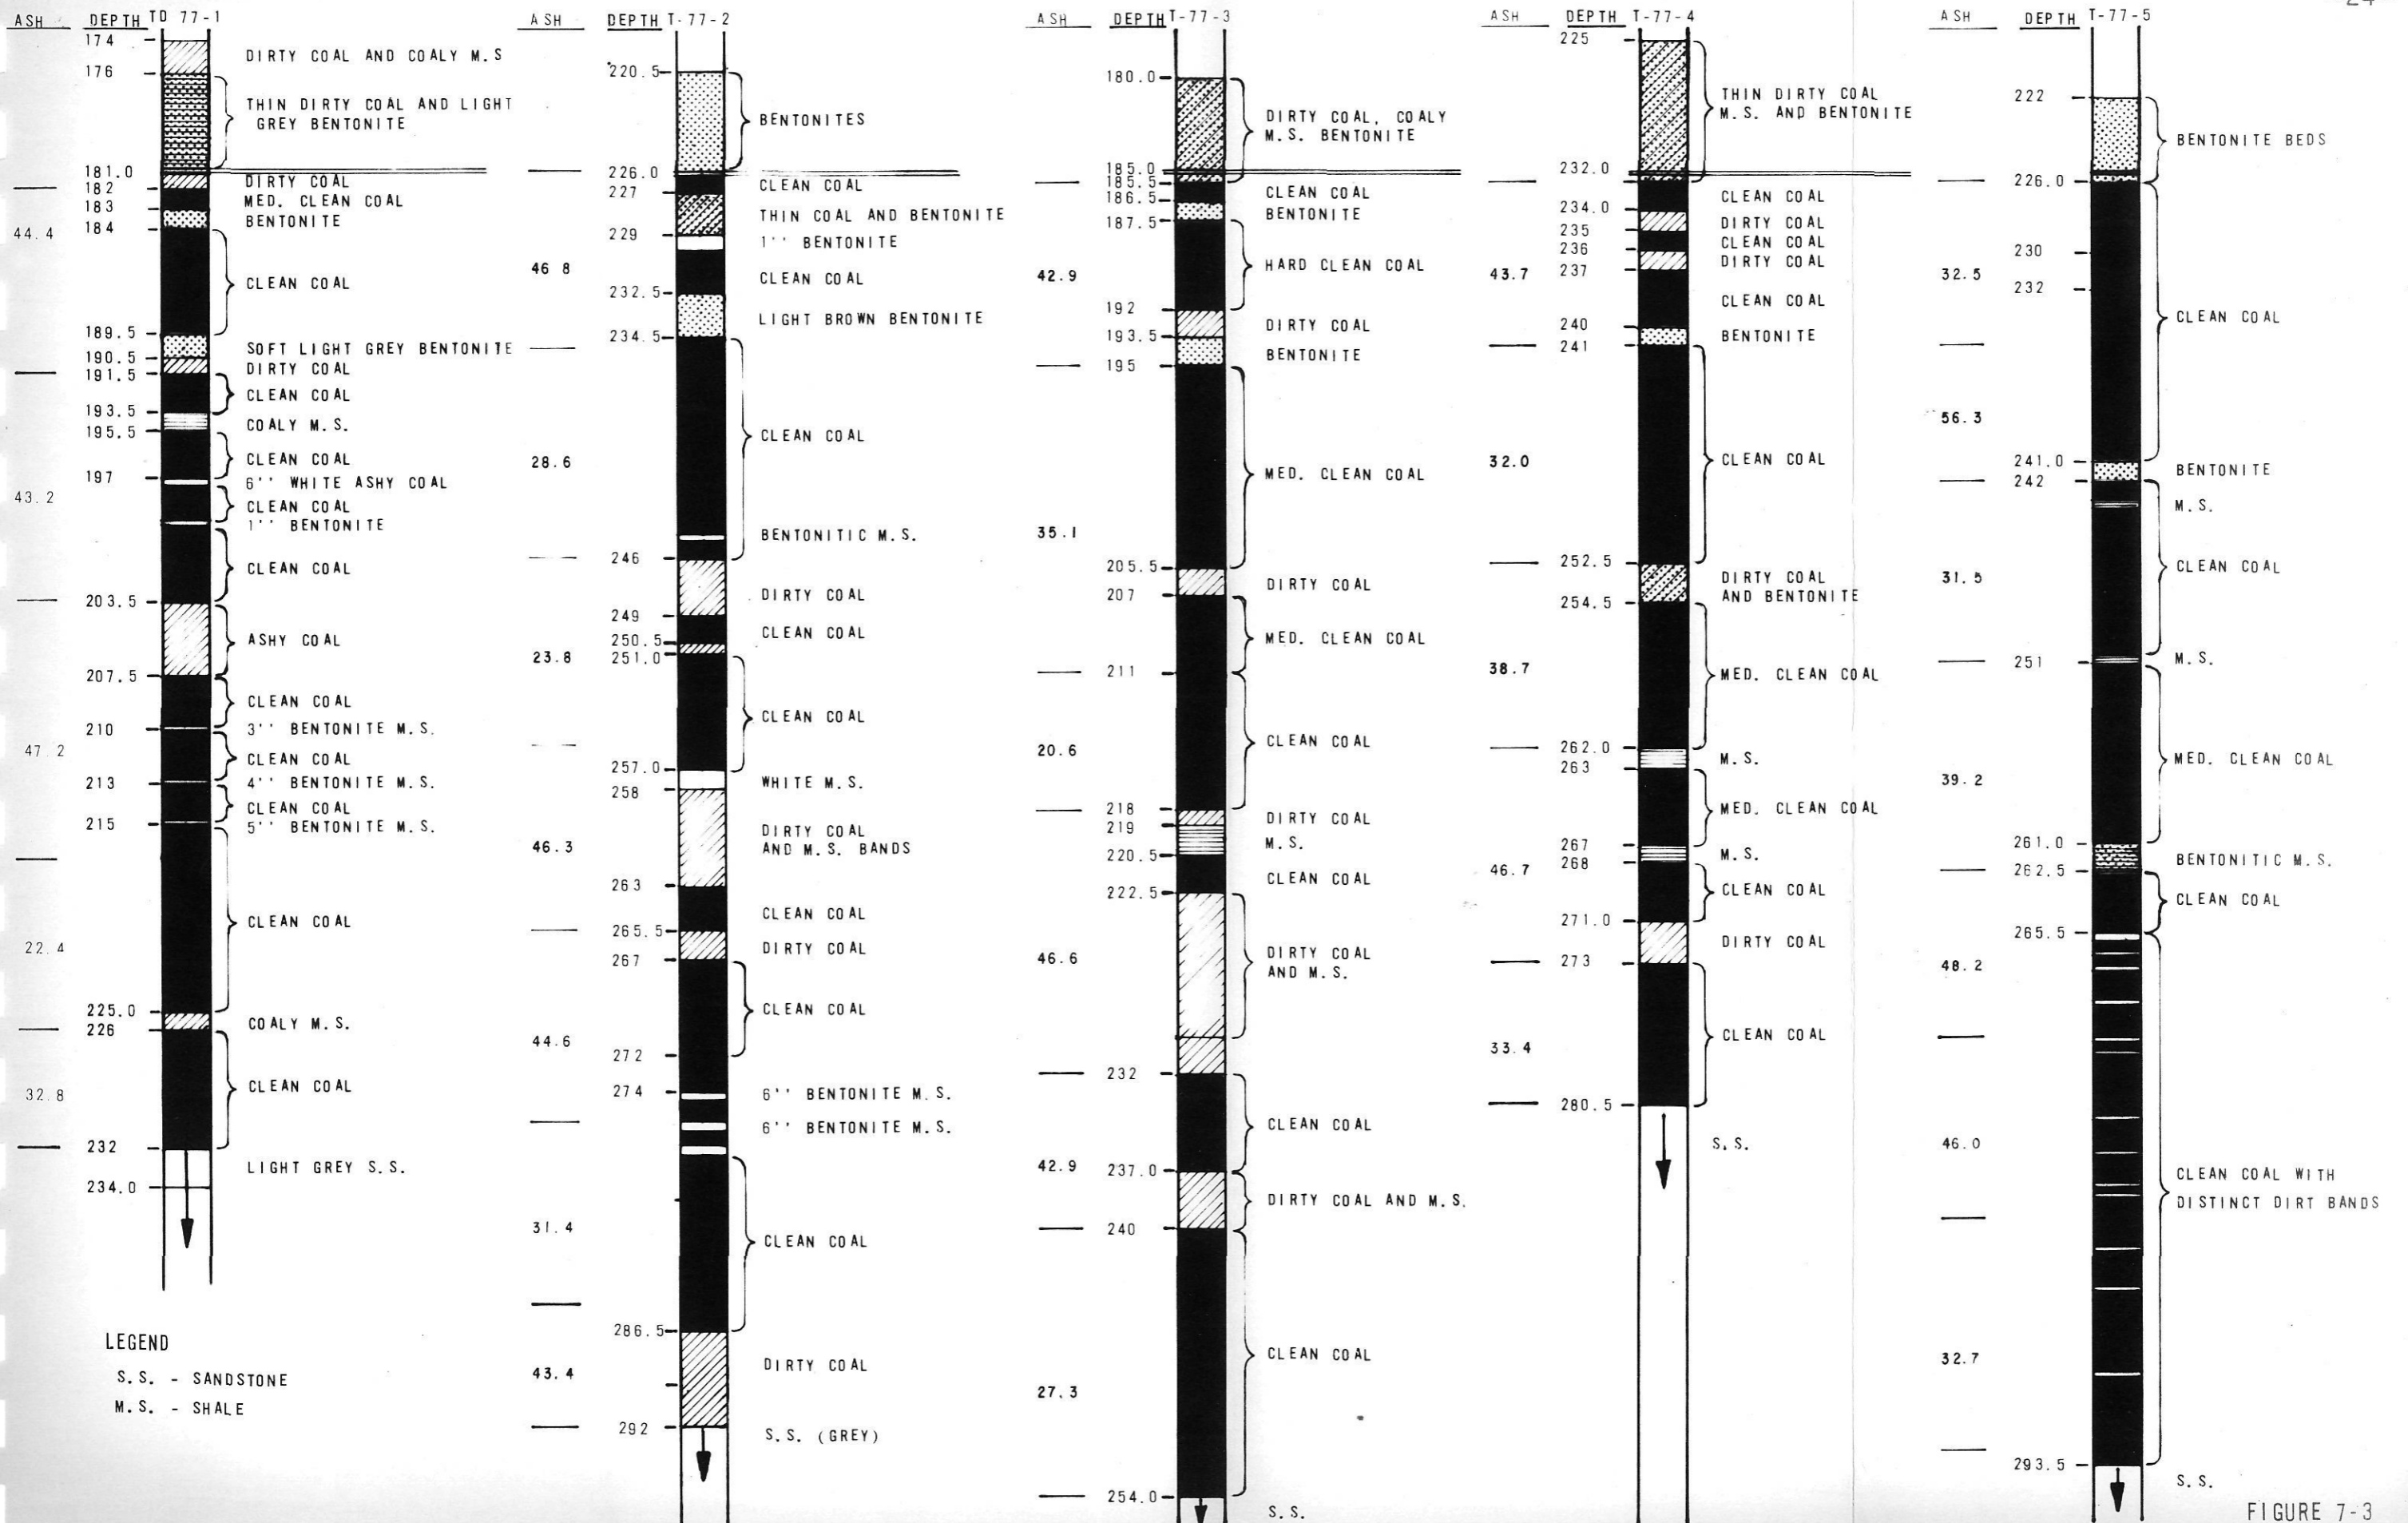 24
ASH
DEPTH
TD 77-1
174
DIRTY COAL AND COALY M.S
176
THIN DIRTY COAL AND LIGHT
GREY BENTONITE
181.0
DIRTY COAL
182
MED. CLEAN COAL
183
BENTONITE
184
44.4
CLEAN COAL
189.5
SOFT LIGHT GREY BENTONITE
190.5
DIRTY COAL
191.5
CLEAN COAL
193.5
COALY M.S.
195.5
CLEAN COAL
197
6'' WHITE ASHY COAL
43.2
CLEAN COAL
1'' BENTONITE
CLEAN COAL
203.5
ASHY COAL
207.5
CLEAN COAL
210
3'' BENTONITE M.S.
47.2
CLEAN COAL
213
4'' BENTONITE M.S.
CLEAN COAL
215
5'' BENTONITE M.S.
CLEAN COAL
22.4
225.0
COALY M.S.
226
CLEAN COAL
32.8
232
LIGHT GREY S.S.
234.0
LEGEND
S.S. - SANDSTONE
M.S. - SHALE
ASH
DEPTH
T-77-2
220.5
BENTONITES
226.0
CLEAN COAL
227
THIN COAL AND BENTONITE
229
1'' BENTONITE
46 8
CLEAN COAL
232.5
LIGHT BROWN BENTONITE
234.5
CLEAN COAL
28.6
BENTONITIC M.S.
246
DIRTY COAL
249
CLEAN COAL
250.5
23.8
251.0
CLEAN COAL
257.0
WHITE M.S.
258
DIRTY COAL
AND M.S. BANDS
46.3
263
CLEAN COAL
265.5
DIRTY COAL
267
CLEAN COAL
44.6
272
274
6'' BENTONITE M.S.
6'' BENTONITE M.S.
31.4
CLEAN COAL
286.5
DIRTY COAL
43.4
292
S.S. (GREY)
ASH
DEPTH
T-77-3
180.0
DIRTY COAL, COALY
M.S. BENTONITE
185.0
185.5
CLEAN COAL
186.5
BENTONITE
187.5
HARD CLEAN COAL
42.9
192
DIRTY COAL
193.5
BENTONITE
195
MED. CLEAN COAL
35.1
205.5
DIRTY COAL
207
MED. CLEAN COAL
211
CLEAN COAL
20.6
218
DIRTY COAL
219
M.S.
220.5
CLEAN COAL
222.5
DIRTY COAL
AND M.S.
46.6
232
CLEAN COAL
42.9
237.0
DIRTY COAL AND M.S.
240
CLEAN COAL
27.3
254.0
S.S.
ASH
DEPTH
T-77-4
225
THIN DIRTY COAL
M.S. AND BENTONITE
232.0
CLEAN COAL
234.0
DIRTY COAL
235
CLEAN COAL
236
DIRTY COAL
43.7
237
CLEAN COAL
240
BENTONITE
241
CLEAN COAL
32.0
252.5
DIRTY COAL
AND BENTONITE
254.5
38.7
MED. CLEAN COAL
262.0
M.S.
263
MED. CLEAN COAL
267
M.S.
46.7
268
CLEAN COAL
271.0
DIRTY COAL
273
CLEAN COAL
33.4
280.5
S.S.
ASH
DEPTH
T-77-5
222
BENTONITE BEDS
226.0
230
32.5
232
CLEAN COAL
56.3
241.0
BENTONITE
242
M.S.
CLEAN COAL
31.5
251
M.S.
MED. CLEAN COAL
39.2
261.0
BENTONITIC M.S.
262.5
CLEAN COAL
265.5
48.2
46.0
CLEAN COAL WITH
DISTINCT DIRT BANDS
32.7
293.5
S.S.
FIGURE 7-3